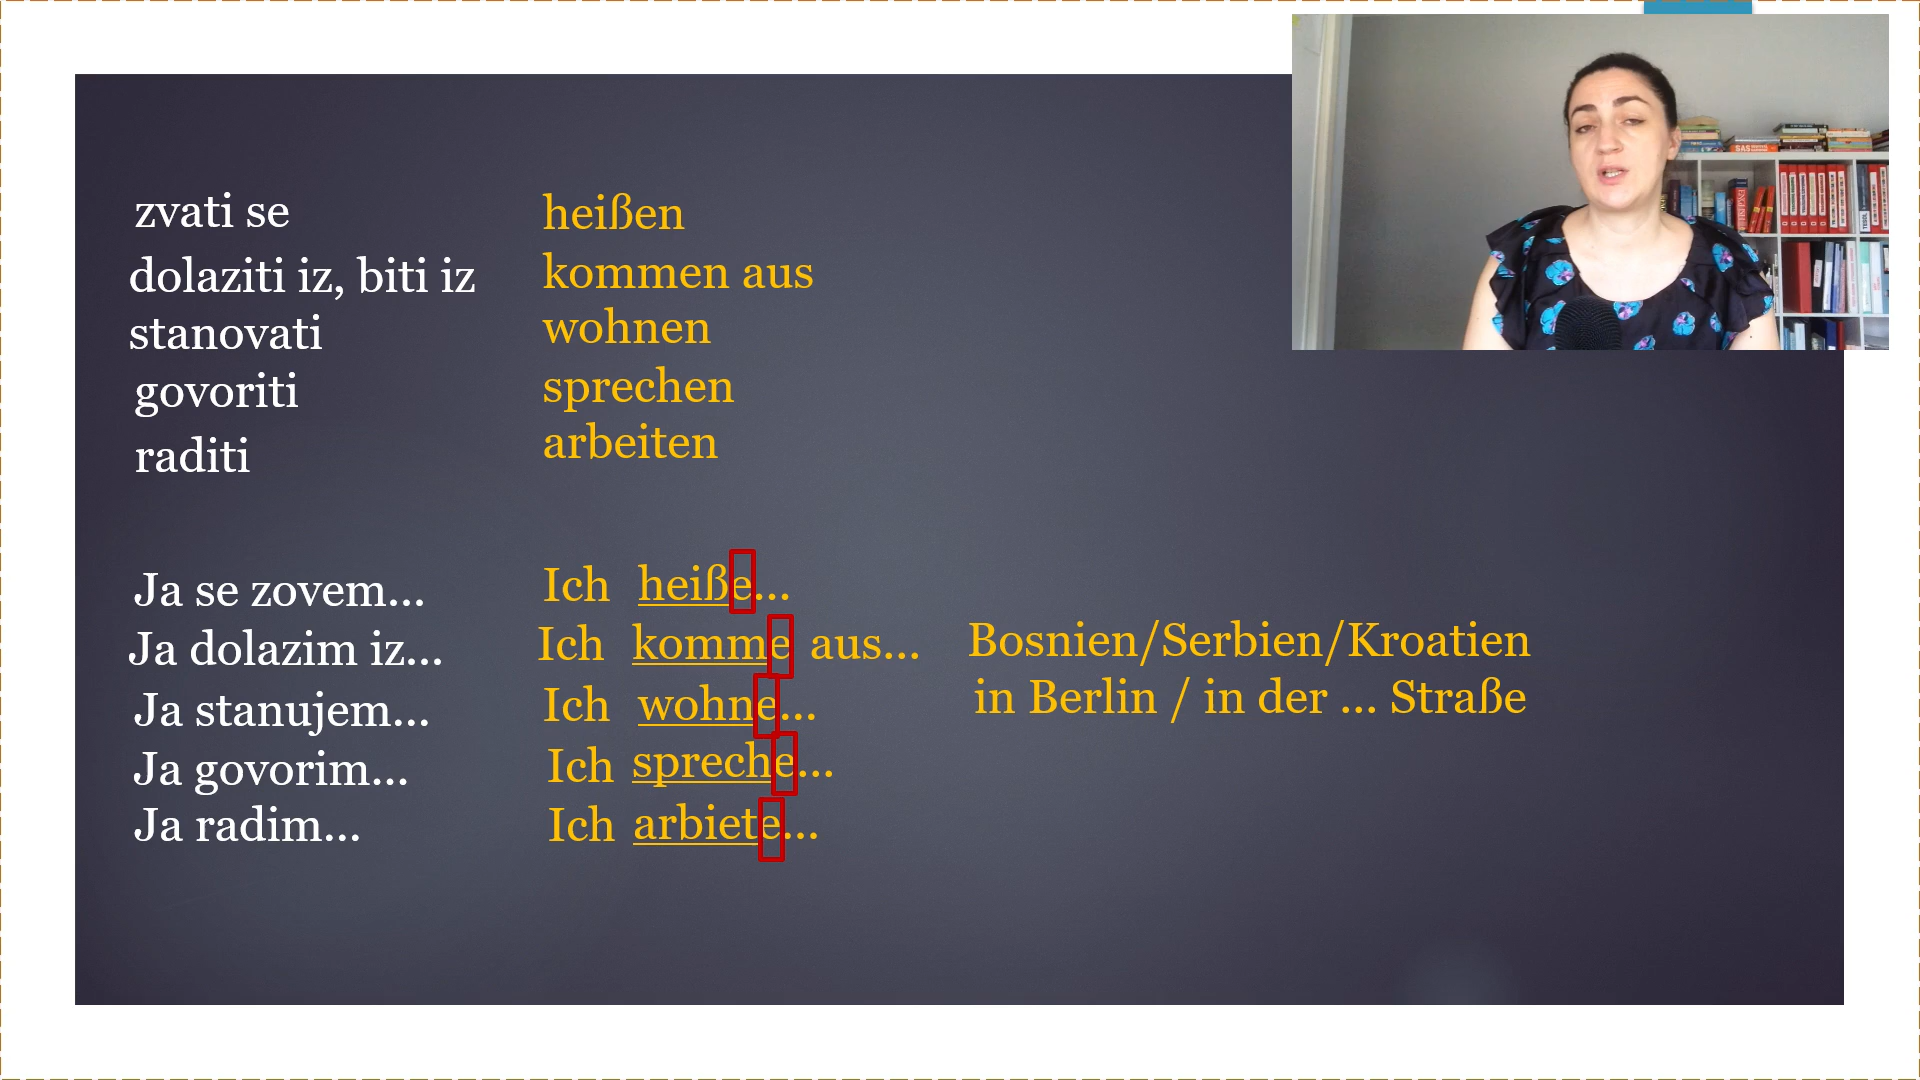 zvati se heißen
dolaziti iz, biti iz kommen aus
stanovati wohnen
govoriti sprechen
raditi arbeiten
Ja se zovem... Ich heiße...
Ja dolazim iz... Ich komme aus... Bosnien/Serbien/Kroatien
Ja stanujem... Ich wohne... in Berlin / in der ... Straße
Ja govorim... Ich spreche...
Ja radim... Ich arbiete...